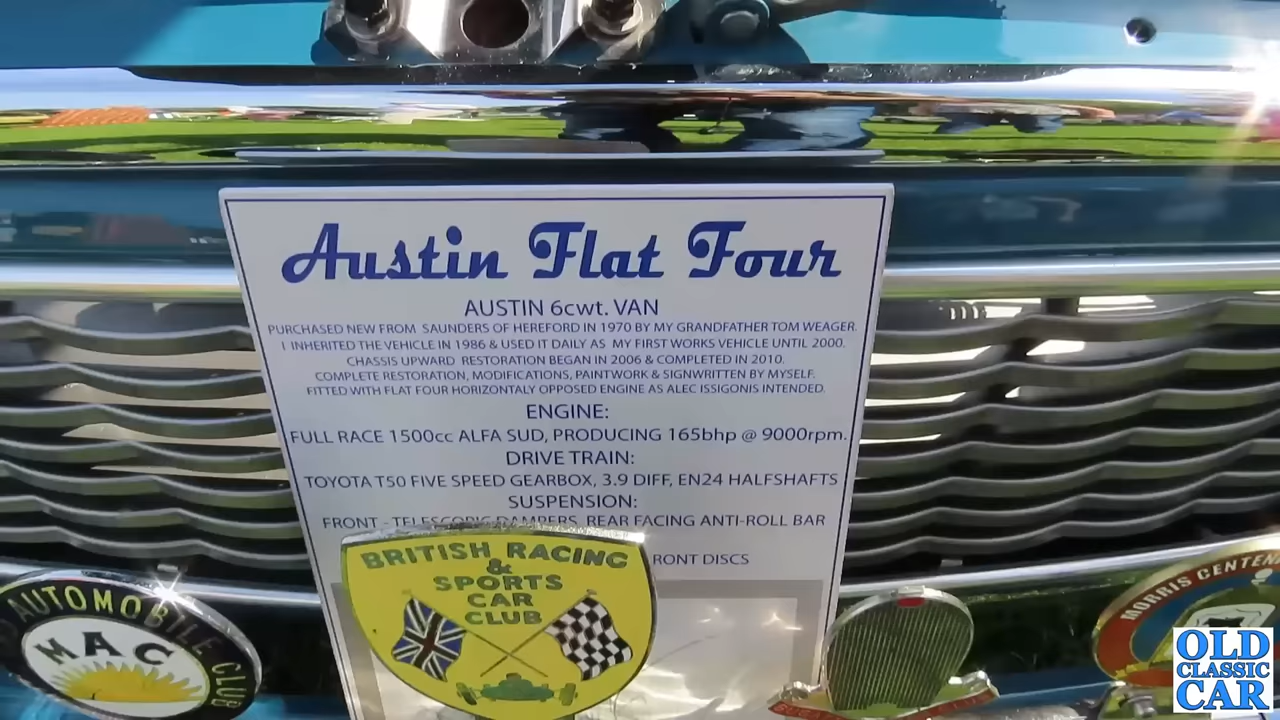 Austin Flat Four
AUSTIN 6cwt. VAN
PURCHASED NEW FROM SAUNDERS OF HEREFORD IN 1970 BY MY GRANDFATHER TOM WEAGER.
I INHERITED THE VEHICLE IN 1986 & USED IT DAILY AS MY FIRST WORKS VEHICLE UNTIL 2000.
CHASSIS UPWARD RESTORATION BEGAN IN 2006 & COMPLETED IN 2010.
COMPLETE RESTORATION, MODIFICATIONS, PAINTWORK & SIGNWRITTEN BY MYSELF.
FITTED WITH FLAT FOUR HORIZONTALY OPPOSED ENGINE AS ALEC ISSIGONIS INTENDED.
ENGINE:
FULL RACE 1500cc ALFA SUD, PRODUCING 165bhp @ 9000rpm.
DRIVE TRAIN:
TOYOTA T50 FIVE SPEED GEARBOX, 3.9 DIFF, EN24 HALFSHAFTS
SUSPENSION:
FRONT - TELESCOPIC DAMPERS, REAR FACING ANTI-ROLL BAR
RONT DISCS
BRITISH RACING
&
SPORTS
CAR
CLUB
AUTOMOBILE CLUB
MAC
MORRIS CENTENA
OLD
CLASSIC
CAR